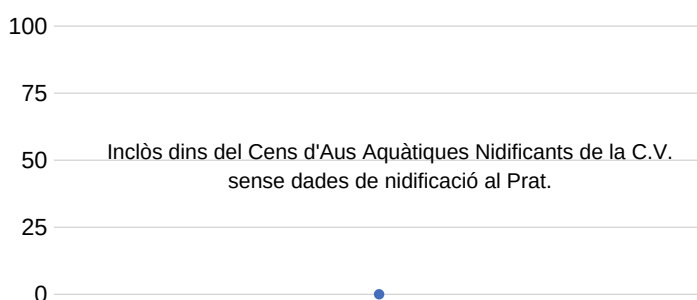 100
75
Inclòs dins del Cens d'Aus Aquàtiques Nidificants de la C.V.
50
sense dades de nidificació al Prat.
25
0